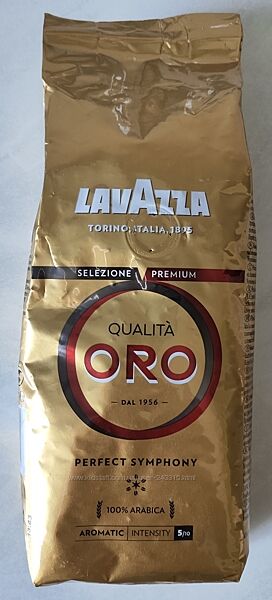 LAVAZZA
TORINO, ITALIA, 1895
SELEZIONE PREMIUM
QUALITÀ
ORO
DAL 1956
PERFECT SYMPHONY
100% ARABICA
AROMATIC INTENSITY 5/10